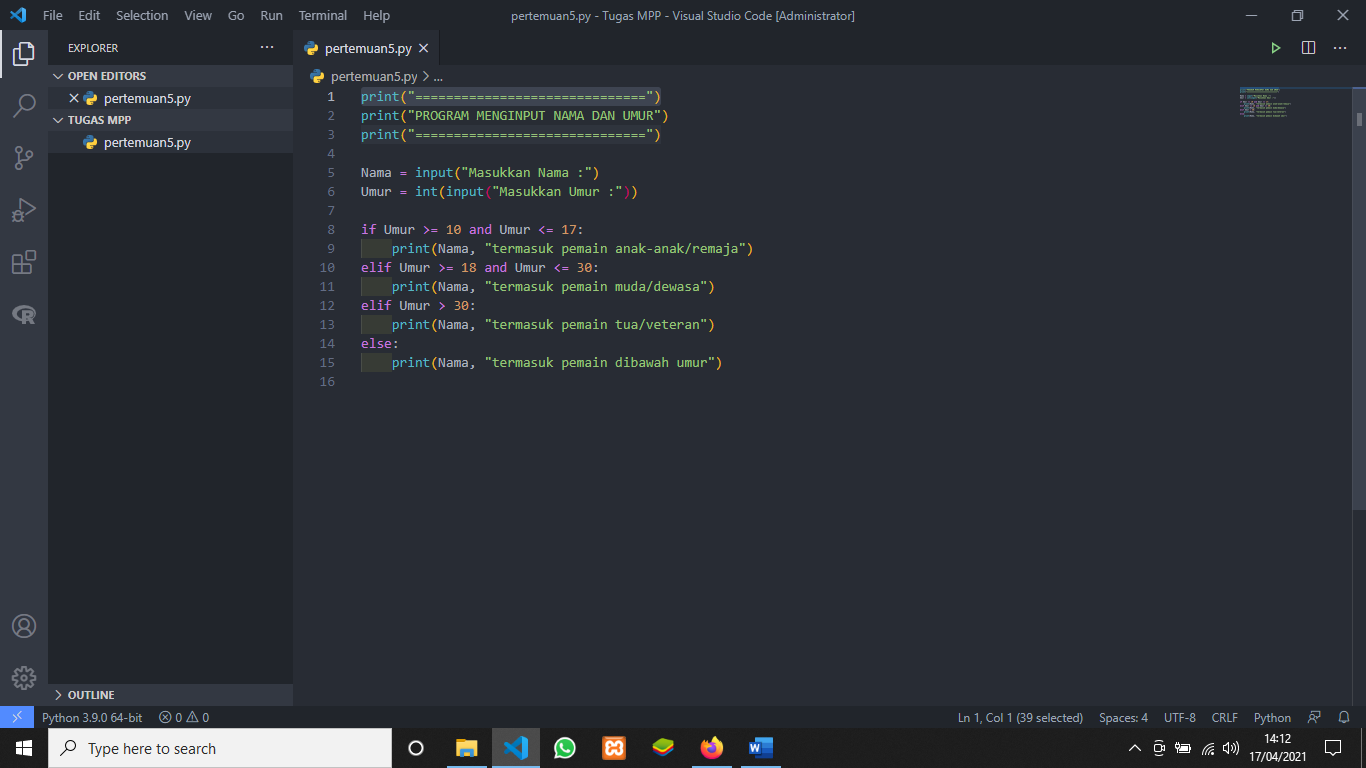 File Edit Selection View Go Run Terminal Help
pertemuan5.py - Tugas MPP - Visual Studio Code [Administrator]
EXPLORER
OPEN EDITORS
pertemuan5.py
TUGAS MPP
pertemuan5.py
OUTLINE
pertemuan5.py
pertemuan5.py > ...
1 print("==============================")
2 print("PROGRAM MENGINPUT NAMA DAN UMUR")
3 print("==============================")
4
5 Nama = input("Masukkan Nama :")
6 Umur = int(input("Masukkan Umur :"))
7
8 if Umur >= 10 and Umur <= 17:
9     print(Nama, "termasuk pemain anak-anak/remaja")
10 elif Umur >= 18 and Umur <= 30:
11     print(Nama, "termasuk pemain muda/dewasa")
12 elif Umur > 30:
13     print(Nama, "termasuk pemain tua/veteran")
14 else:
15     print(Nama, "termasuk pemain dibawah umur")
16
Python 3.9.0 64-bit 0 0 Ln 1, Col 1 (39 selected) Spaces: 4 UTF-8 CRLF Python
Type here to search
14:12
17/04/2021